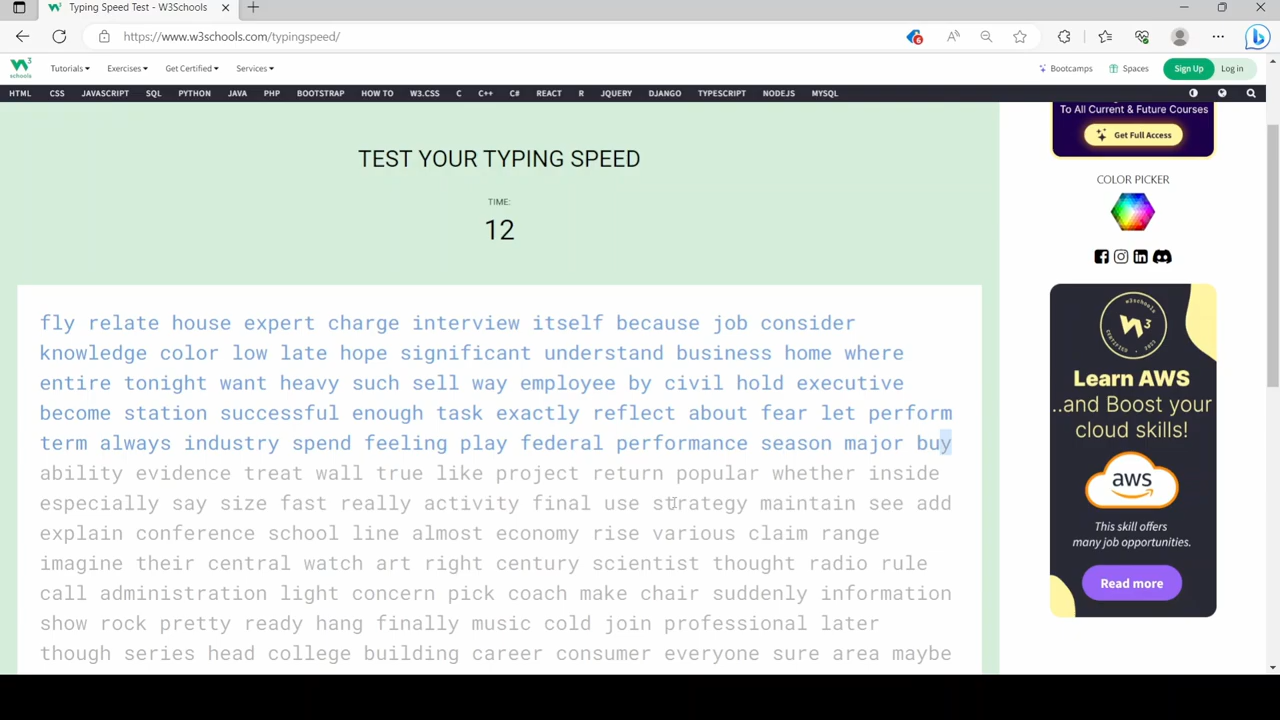 Typing Speed Test - W3Schools
https://www.w3schools.com/typingspeed/
6
3
schools
Tutorials
Exercises
Get Certified
Services
Bootcamps
Spaces
Sign Up
Log in
HTML CSS JAVASCRIPT SQL PYTHON JAVA PHP BOOTSTRAP HOW TO W3.CSS C C++ C# REACT R JQUERY DJANGO TYPESCRIPT NODEJS MYSQL
TEST YOUR TYPING SPEED
TIME:
12
fly relate house expert charge interview itself because job consider
knowledge color low late hope significant understand business home where
entire tonight want heavy such sell way employee by civil hold executive
become station successful enough task exactly reflect about fear let perform
term always industry spend feeling play federal performance season major buy
ability evidence treat wall true like project return popular whether inside
especially say size fast really activity final use strategy maintain see add
explain conference school line almost economy rise various claim range
imagine their central watch art right century scientist thought radio rule
call administration light concern pick coach make chair suddenly information
show rock pretty ready hang finally music cold join professional later
though series head college building career consumer everyone sure area maybe
To All Current & Future Courses
Get Full Access
COLOR PICKER
Learn AWS
..and Boost your
cloud skills!
aws
This skill offers
many job opportunities.
Read more